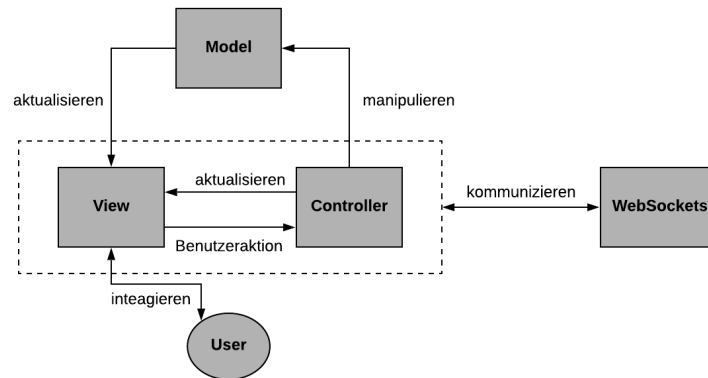 Model
aktualisieren
manipulieren
aktualisieren
kommunizieren
View
Controller
WebSockets
Benutzeraktion
inteagieren
User